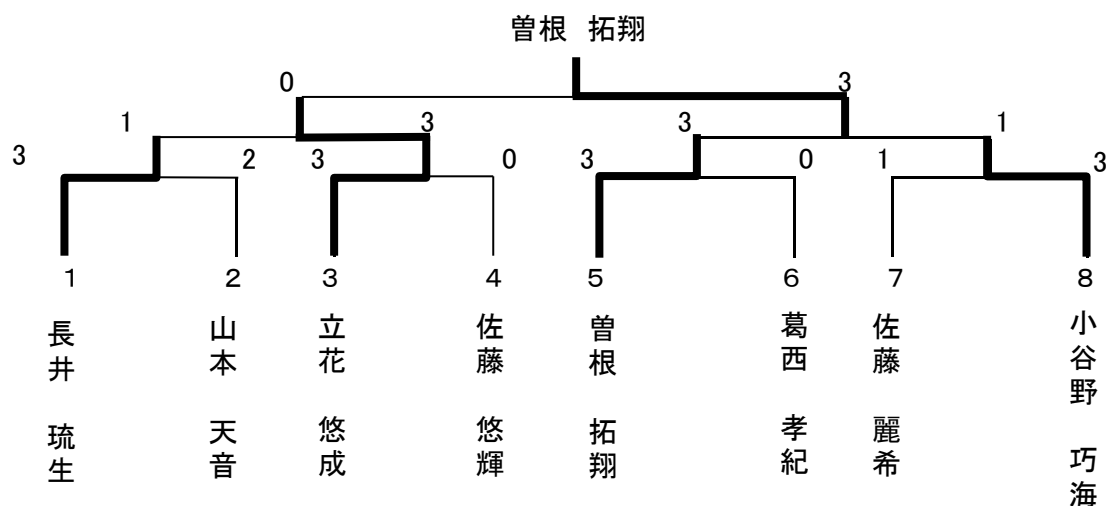 曽根 拓翔
0 3
1 3 3 1
3 2 3 0 3 0 1 3
1 2 3 4 5 6 7 8
長井 琉生
山本 天音
立花 悠成
佐藤 悠輝
曽根 拓翔
葛西 孝紀
佐藤 麗希
小谷野 巧海